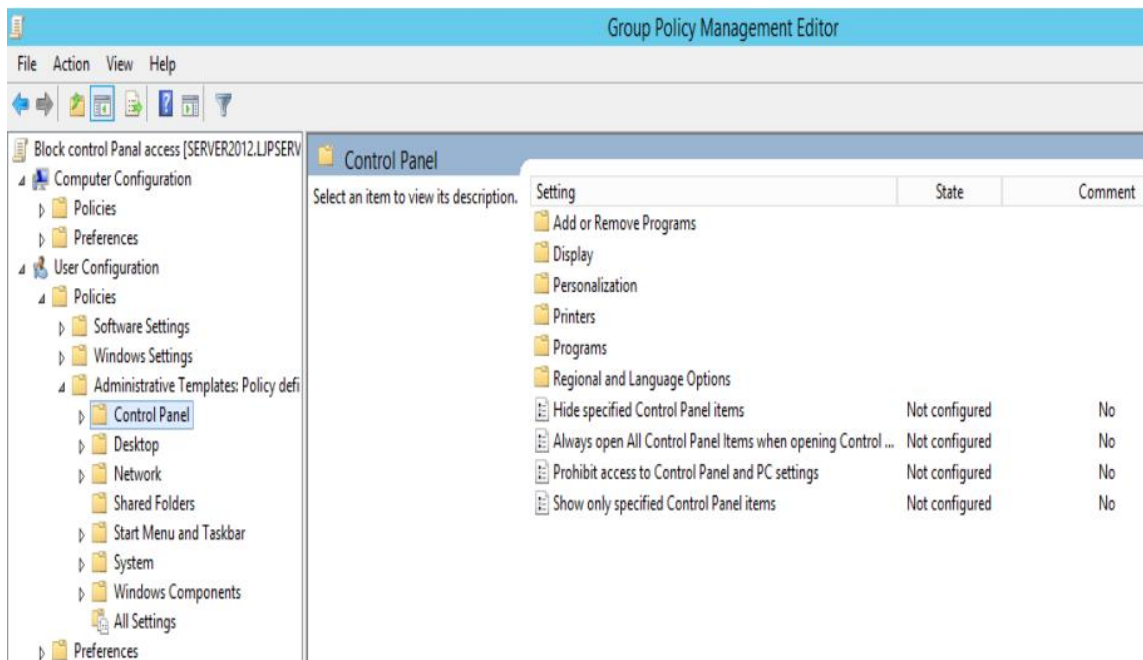 Group Policy Management Editor
File Action View Help
Block control Panal access [SERVER2012.LJPSERV
Computer Configuration
Policies
Preferences
User Configuration
Policies
Software Settings
Windows Settings
Administrative Templates: Policy defi
Control Panel
Desktop
Network
Shared Folders
Start Menu and Taskbar
System
Windows Components
All Settings
Preferences
Control Panel
Select an item to view its description.
Setting State Comment
Add or Remove Programs
Display
Personalization
Printers
Programs
Regional and Language Options
Hide specified Control Panel items Not configured No
Always open All Control Panel Items when opening Control ... Not configured No
Prohibit access to Control Panel and PC settings Not configured No
Show only specified Control Panel items Not configured No